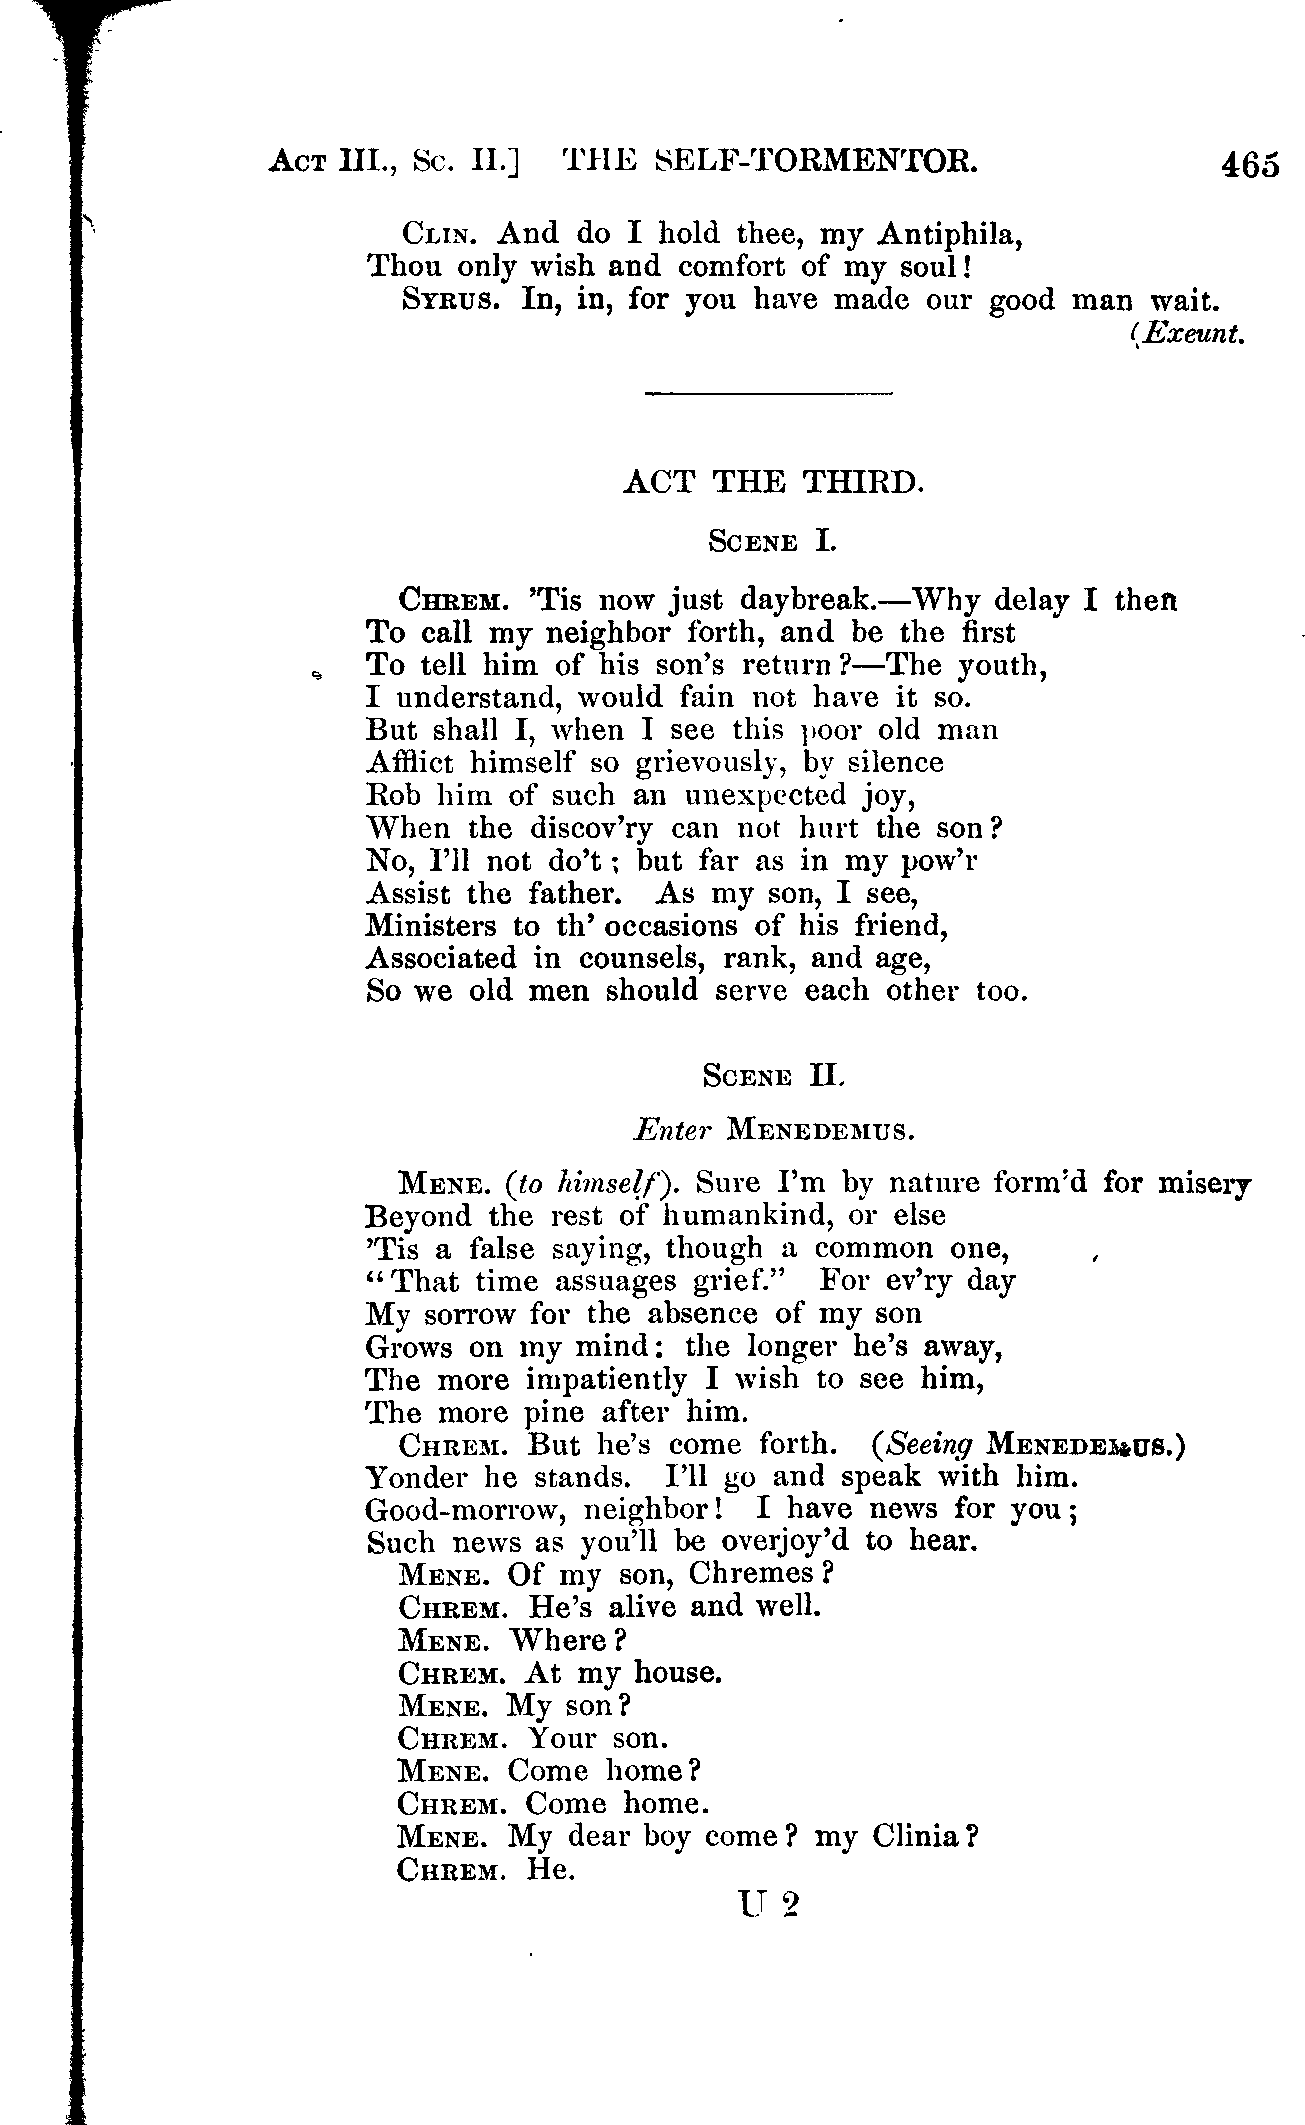 ACT III., SC. II.] THE SELF-TORMENTOR. 465
CLIN. And do I hold thee, my Antiphila,
Thou only wish and comfort of my soul!
SYRUS. In, in, for you have made our good man wait.
(Exeunt.
ACT THE THIRD.
SCENE I.
CHREM. 'Tis now just daybreak.—Why delay I then
To call my neighbor forth, and be the first
To tell him of his son's return?—The youth,
I understand, would fain not have it so.
But shall I, when I see this poor old man
Afflict himself so grievously, by silence
Rob him of such an unexpected joy,
When the discov'ry can not hurt the son?
No, I'll not do't; but far as in my pow'r
Assist the father. As my son, I see,
Ministers to th' occasions of his friend,
Associated in counsels, rank, and age,
So we old men should serve each other too.
SCENE II.
Enter MENEDEMUS.
MENE. (to himself). Sure I'm by nature form'd for misery
Beyond the rest of humankind, or else
'Tis a false saying, though a common one,
"That time assuages grief." For ev'ry day
My sorrow for the absence of my son
Grows on my mind: the longer he's away,
The more impatiently I wish to see him,
The more pine after him.
CHREM. But he's come forth. (Seeing MENEDEMUS.)
Yonder he stands. I'll go and speak with him.
Good-morrow, neighbor! I have news for you;
Such news as you'll be overjoy'd to hear.
MENE. Of my son, Chremes?
CHREM. He's alive and well.
MENE. Where?
CHREM. At my house.
MENE. My son?
CHREM. Your son.
MENE. Come home?
CHREM. Come home.
MENE. My dear boy come? my Clinia?
CHREM. He.
U 2